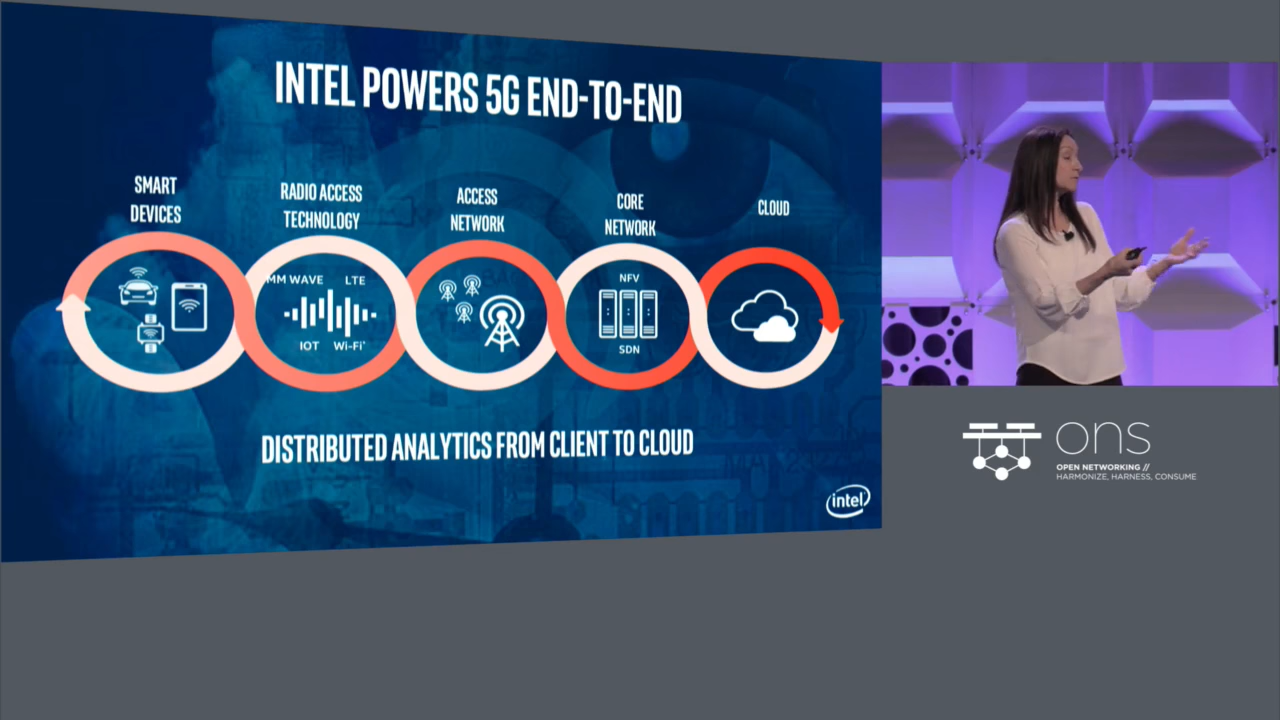 INTEL POWERS 5G END-TO-END
SMART
DEVICES
RADIO ACCESS
TECHNOLOGY
ACCESS
NETWORK
CORE
NETWORK
CLOUD
MM WAVE LTE
IOT Wi-Fi*
NFV
SDN
DISTRIBUTED ANALYTICS FROM CLIENT TO CLOUD
intel
ons
OPEN NETWORKING //
HARMONIZE, HARNESS, CONSUME